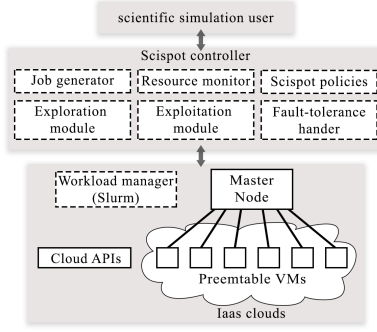 scientific simulation user
Scispot controller
Job generator
Resource monitor
Scispot policies
Exploration
module
Exploitation
module
Fault-tolerance
hander
Workload manager
(Slurm)
Master
Node
Cloud APIs
Preemtable VMs
Iaas clouds